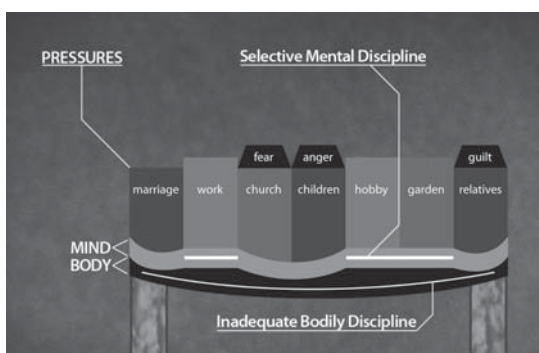 PRESSURES
Selective Mental Discipline
fear
anger
guilt
marriage
work
church
children
hobby
garden
relatives
MIND
BODY
Inadequate Bodily Discipline